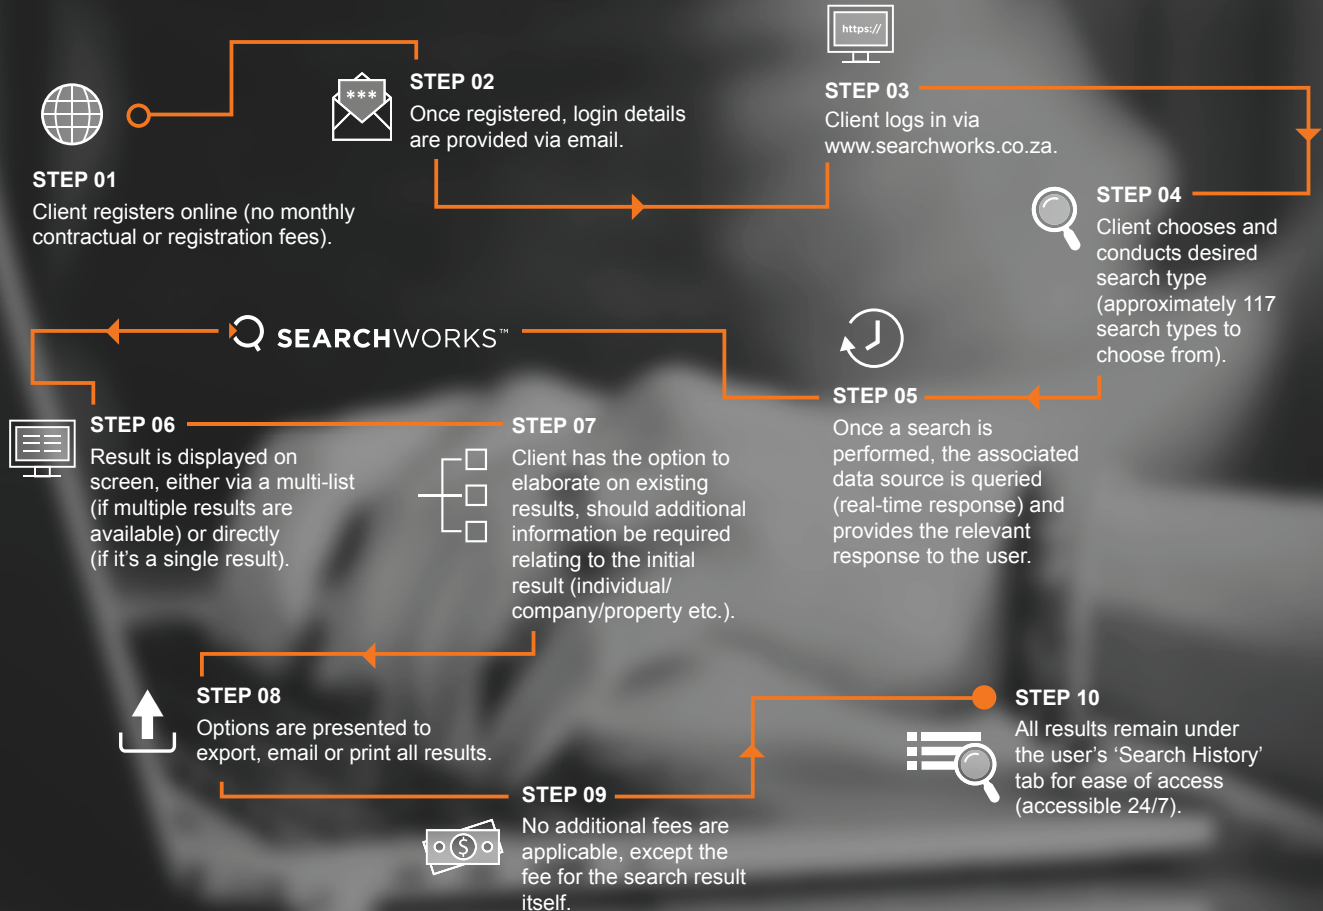 STEP 01
Client registers online (no monthly
contractual or registration fees).
***
STEP 02
Once registered, login details
are provided via email.
https://
STEP 03
Client logs in via
www.searchworks.co.za.
STEP 04
Client chooses and
conducts desired
search type
(approximately 117
search types to
choose from).
STEP 05
Once a search is
performed, the associated
data source is queried
(real-time response) and
provides the relevant
response to the user.
SEARCHWORKS™
STEP 06
Result is displayed on
screen, either via a multi-list
(if multiple results are
available) or directly
(if it’s a single result).
STEP 07
Client has the option to
elaborate on existing
results, should additional
information be required
relating to the initial
result (individual/
company/property etc.).
STEP 08
Options are presented to
export, email or print all results.
STEP 09
No additional fees are
applicable, except the
fee for the search result
itself.
$
STEP 10
All results remain under
the user’s ‘Search History’
tab for ease of access
(accessible 24/7).